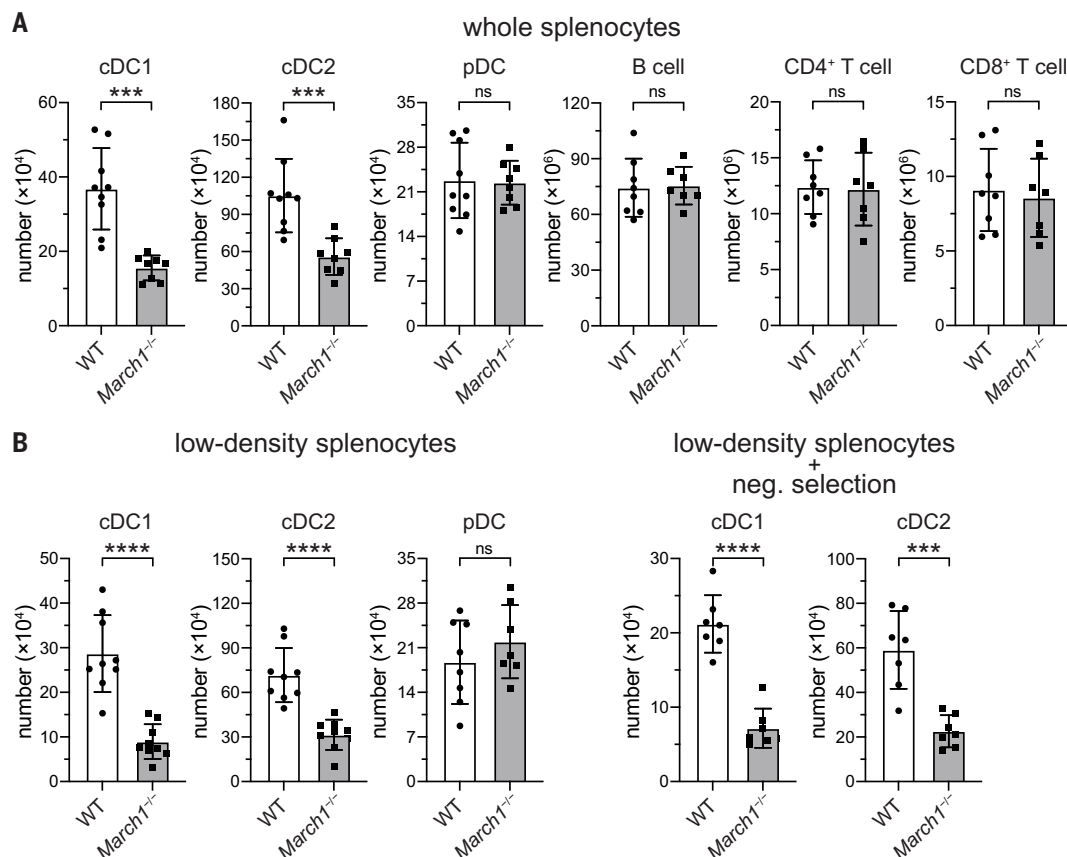 A
whole splenocytes
cDC1
cDC2
pDC
B cell
CD4⁺ T cell
CD8⁺ T cell
***
***
ns
ns
ns
ns
number (×10⁴)
60
40
20
0
WT
March1⁻/⁻
number (×10⁴)
180
150
120
90
60
30
0
WT
March1⁻/⁻
number (×10⁴)
35
28
21
14
7
0
WT
March1⁻/⁻
number (×10⁶)
120
90
60
30
0
WT
March1⁻/⁻
number (×10⁶)
20
15
10
5
0
WT
March1⁻/⁻
number (×10⁶)
15
10
5
0
WT
March1⁻/⁻
B
low-density splenocytes
low-density splenocytes
+
neg. selection
cDC1
cDC2
pDC
cDC1
cDC2
****
****
ns
****
***
number (×10⁴)
50
40
30
20
10
0
WT
March1⁻/⁻
number (×10⁴)
150
120
90
60
30
0
WT
March1⁻/⁻
number (×10⁴)
35
28
21
14
7
0
WT
March1⁻/⁻
number (×10⁴)
30
20
10
0
WT
March1⁻/⁻
number (×10⁴)
100
80
60
40
20
0
WT
March1⁻/⁻